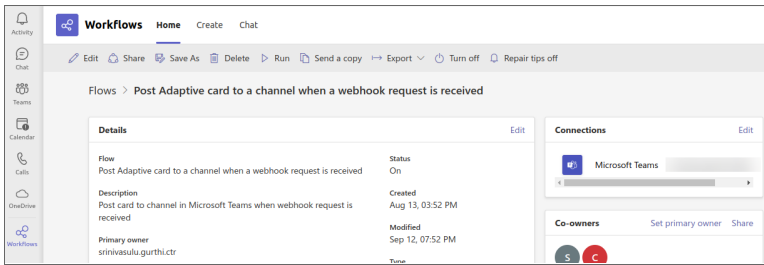 Activity
Chat
Teams
Calendar
Calls
OneDrive
Workflows
Workflows Home Create Chat
Edit Share Save As Delete Run Send a copy Export Turn off Repair tips off
Flows > Post Adaptive card to a channel when a webhook request is received
Details Edit
Flow
Post Adaptive card to a channel when a webhook request is received
Description
Post card to channel in Microsoft Teams when webhook request is
received
Primary owner
srinivasulu.gurthi.ctr
Status
On
Created
Aug 13, 03:52 PM
Modified
Sep 12, 07:52 PM
Type
Connections Edit
Microsoft Teams
Co-owners Set primary owner Share
S C